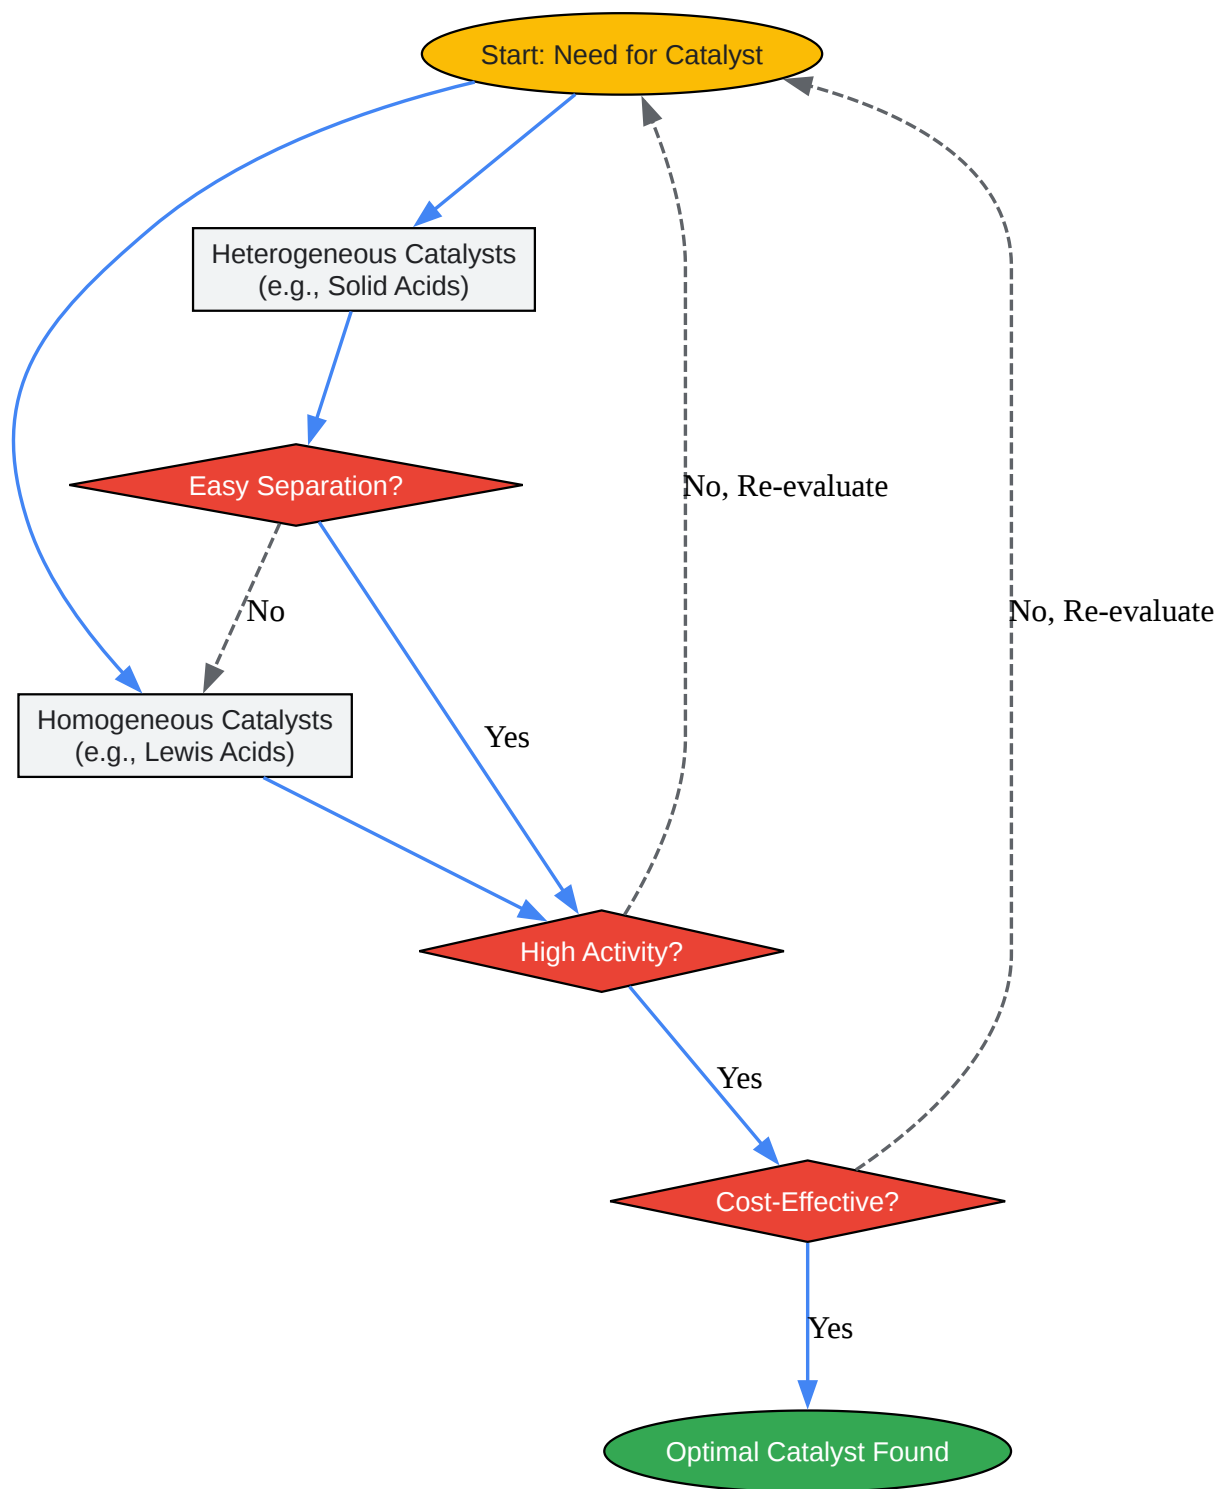 Start: Need for Catalyst
Heterogeneous Catalysts
(e.g., Solid Acids)
Easy Separation?
No, Re-evaluate
No
No, Re-evaluate
Homogeneous Catalysts
(e.g., Lewis Acids)
Yes
High Activity?
Yes
Cost-Effective?
Yes
Optimal Catalyst Found